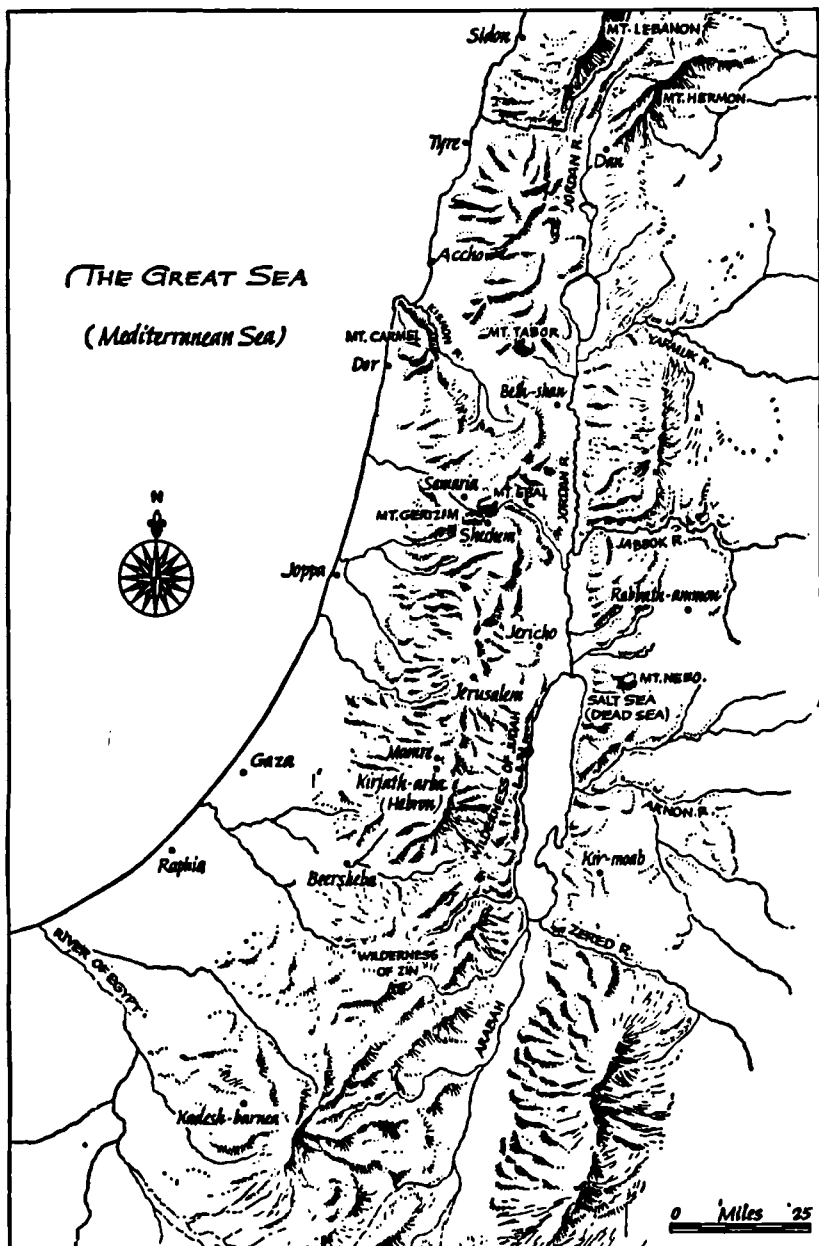 Sidon
MT. LEBANON
MT. HERMON
Tyre
Dan
JORDAN R.
Accho
THE GREAT SEA
(Mediterranean Sea)
KISHON R.
MT. CARMEL
MT. TABOR
YARMUK R.
Dor
Beth-shan
Samaria
MT. EBAL
JORDAN R.
MT. GERIZIM
Shechem
N
JABBOK R.
Joppa
Rabbath-ammon
Jericho
Jerusalem
MT. NEBO.
SALT SEA
(DEAD SEA)
Gaza
Mamre
Kirjath-arba
(Hebron)
WILDERNESS OF JUDAH
ARNON R.
Raphia
Beersheba
Kir-moab
RIVER OF EGYPT
WILDERNESS
OF ZIN
ZERED R.
ARABAH
Kadesh-barnea
0 Miles 25